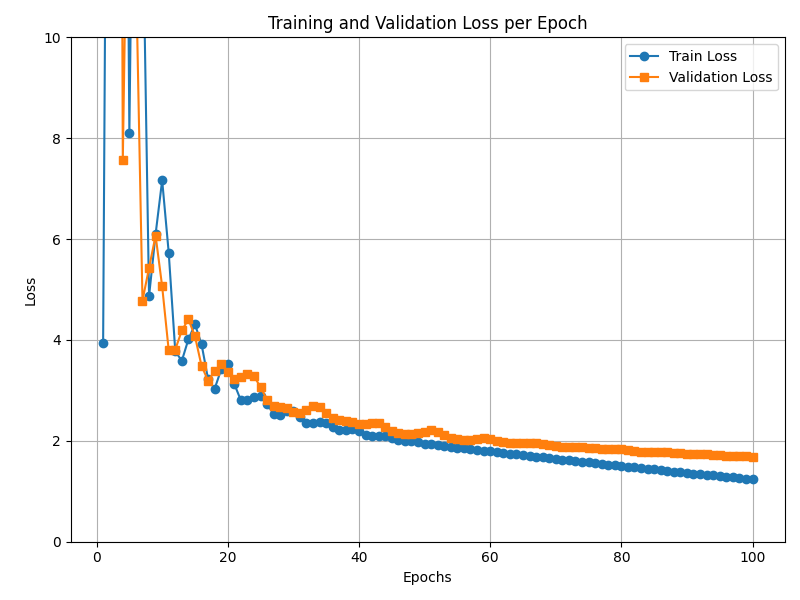 Training and Validation Loss per Epoch
Train Loss
Validation Loss
Loss
10
8
6
4
2
0
0 20 40 60 80 100
Epochs